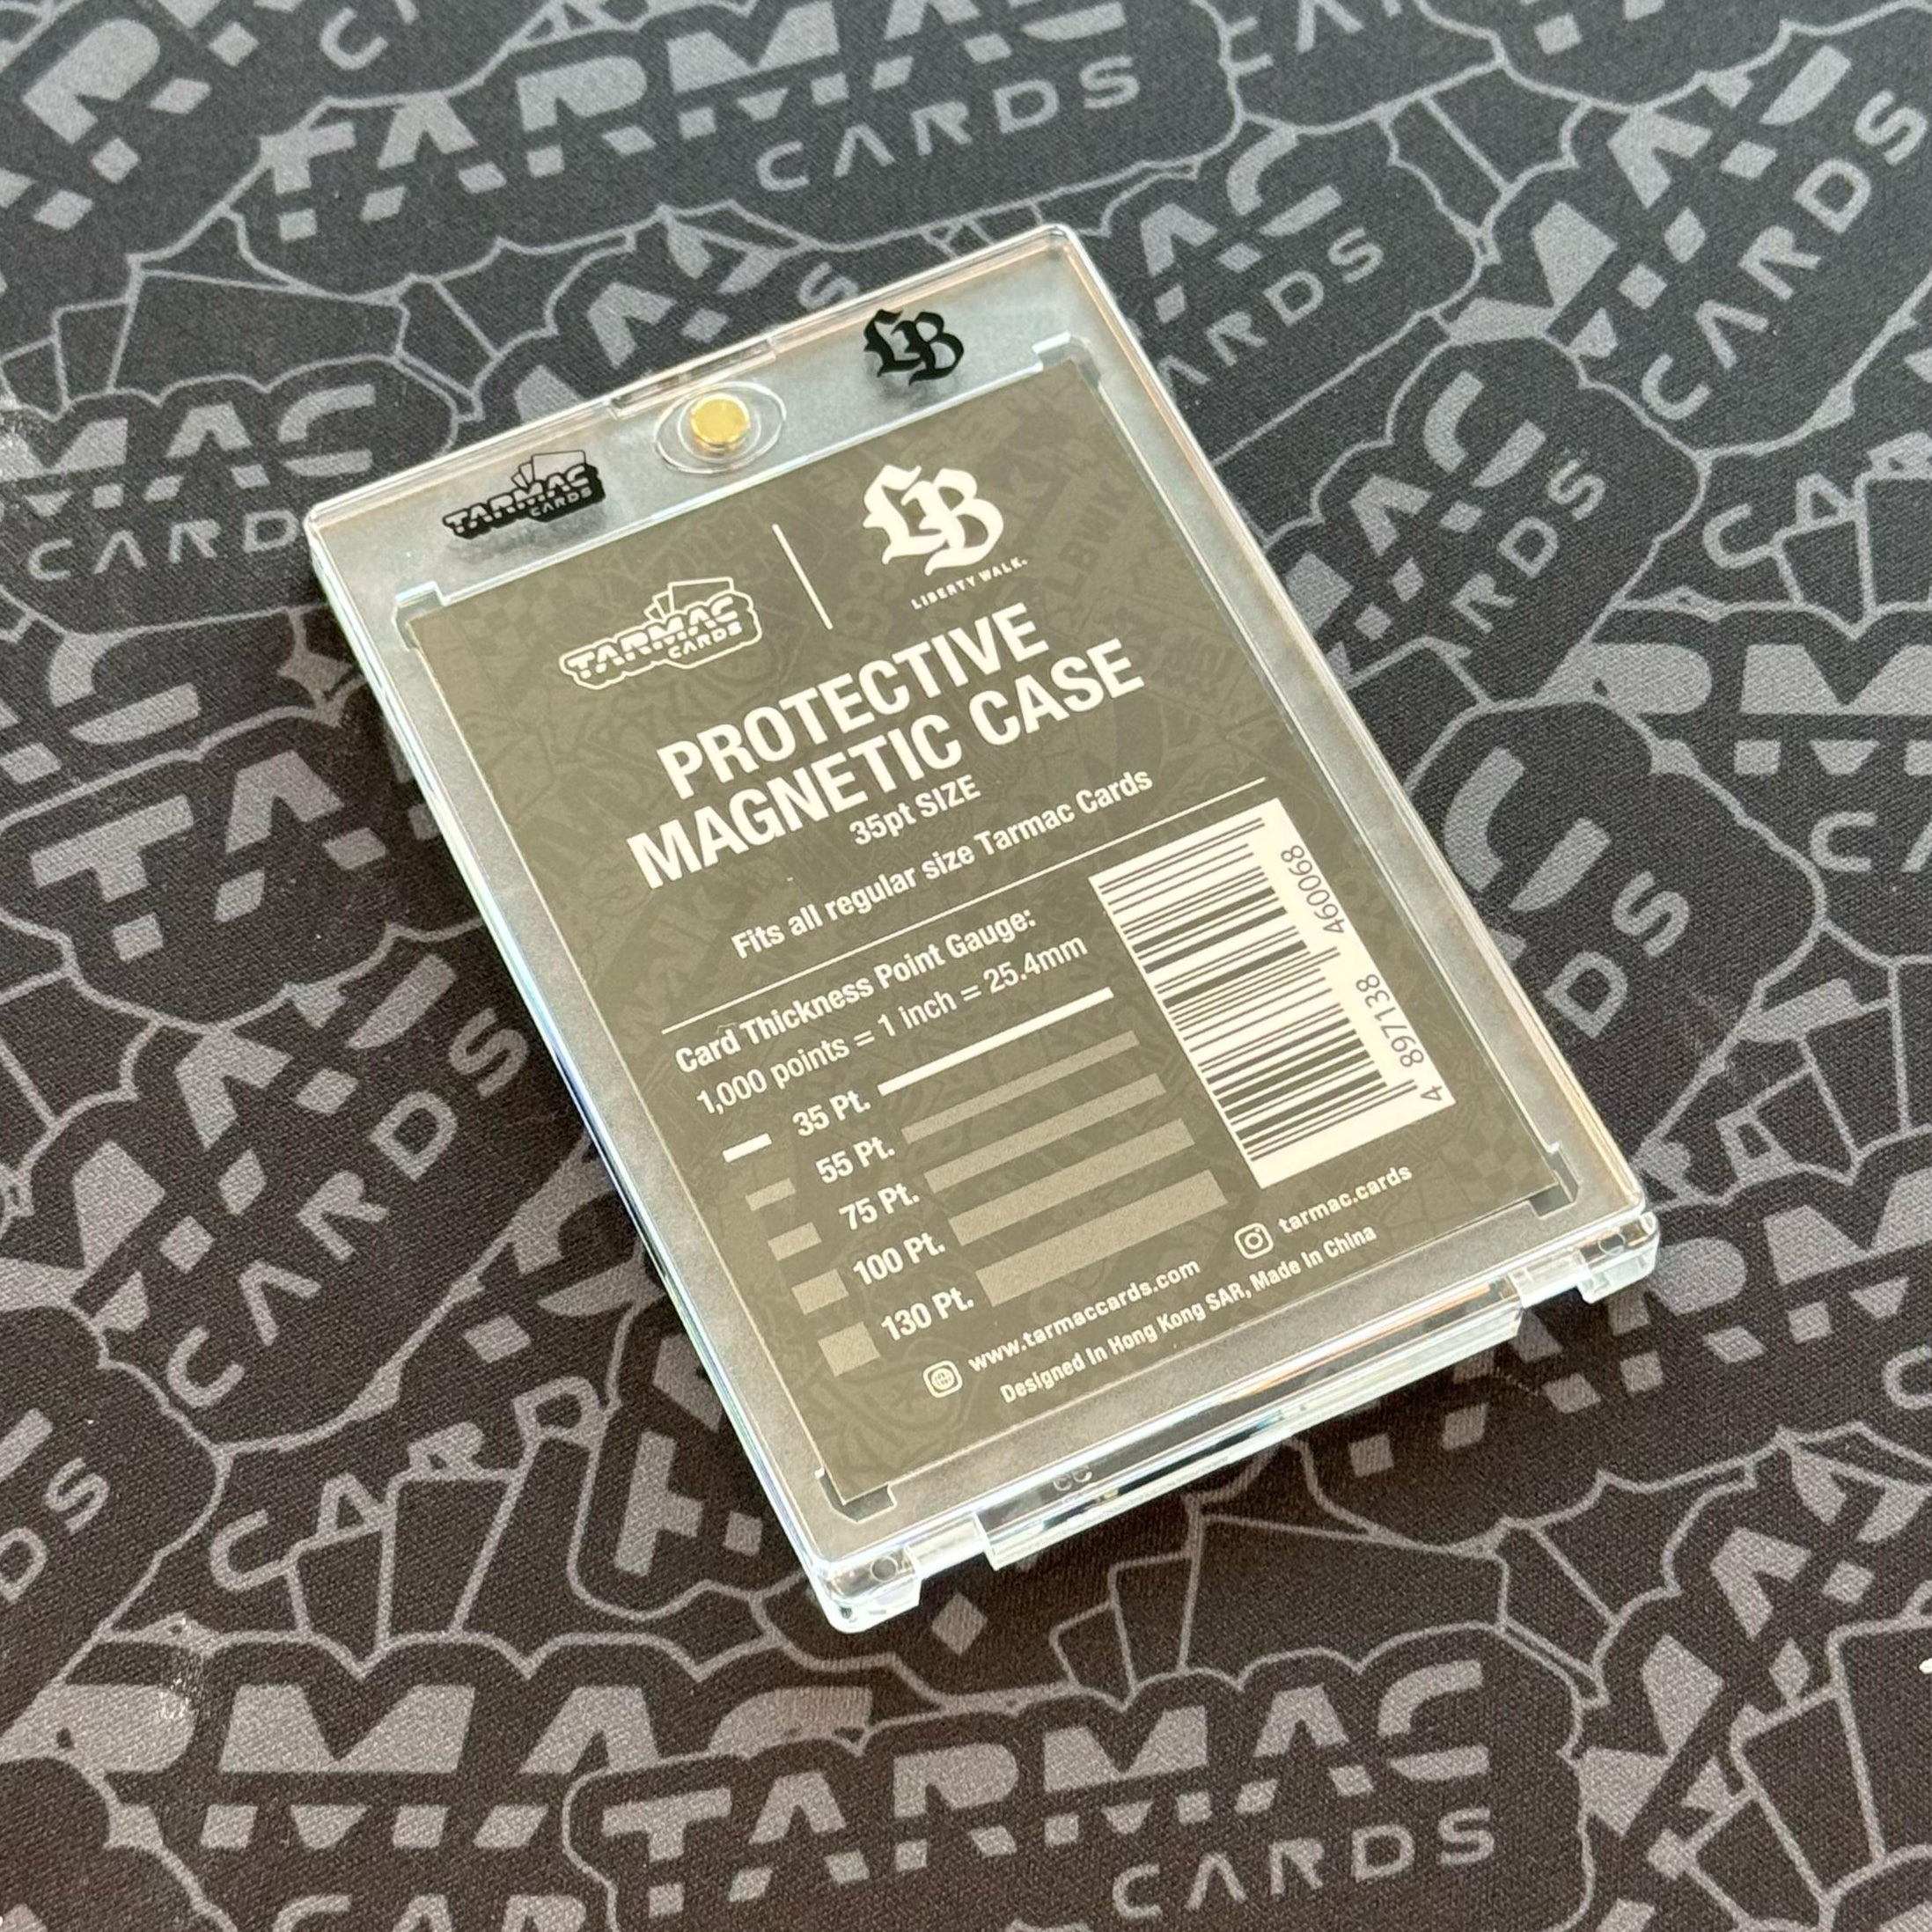 TARMAC
CARDS
LB
TARMAC
CARDS
LB
LIBERTY WALK.
PROTECTIVE
MAGNETIC CASE
35pt SIZE
Fits all regular size Tarmac Cards
Card Thickness Point Gauge:
1,000 points = 1 inch = 25.4mm
35 Pt.
55 Pt.
75 Pt.
100 Pt.
130 Pt.
4 897138 460068
www.tarmaccards.com
tarmac.cards
Designed In Hong Kong SAR, Made In China
TARMAC
CARDS
TARMAC
CARDS